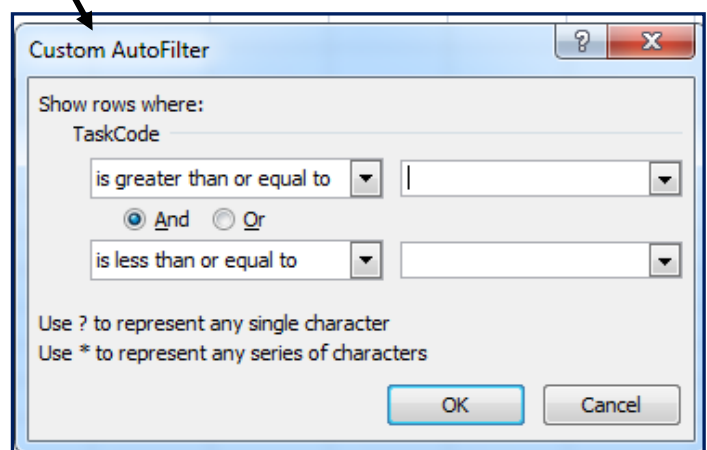 Custom AutoFilter
Show rows where:
TaskCode
is greater than or equal to
And Or
is less than or equal to
Use ? to represent any single character
Use * to represent any series of characters
OK Cancel